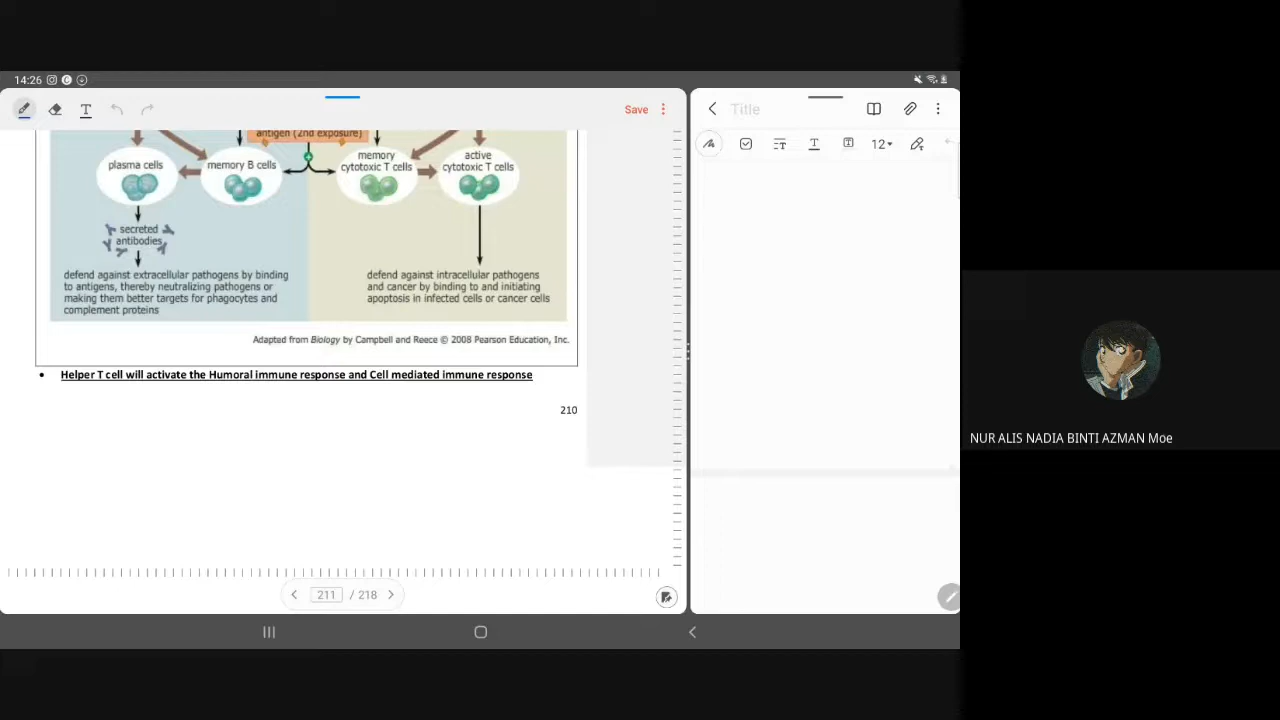 14:26
Save
Title
12
antigen (2nd exposure)
plasma cells
memory B cells
memory
cytotoxic T cells
active
cytotoxic T cells
secreted
antibodies
defend against extracellular pathogens by binding
to antigens, thereby neutralizing pathogens or
making them better targets for phagocytes and
complement proteins
defend against intracellular pathogens
and cancer by binding to and initiating
apoptosis in infected cells or cancer cells
Adapted from Biology by Campbell and Reece © 2008 Pearson Education, Inc.
• Helper T cell will activate the Humoral immune response and Cell mediated immune response
210
211 / 218
NUR ALIS NADIA BINTI AZMAN Moe